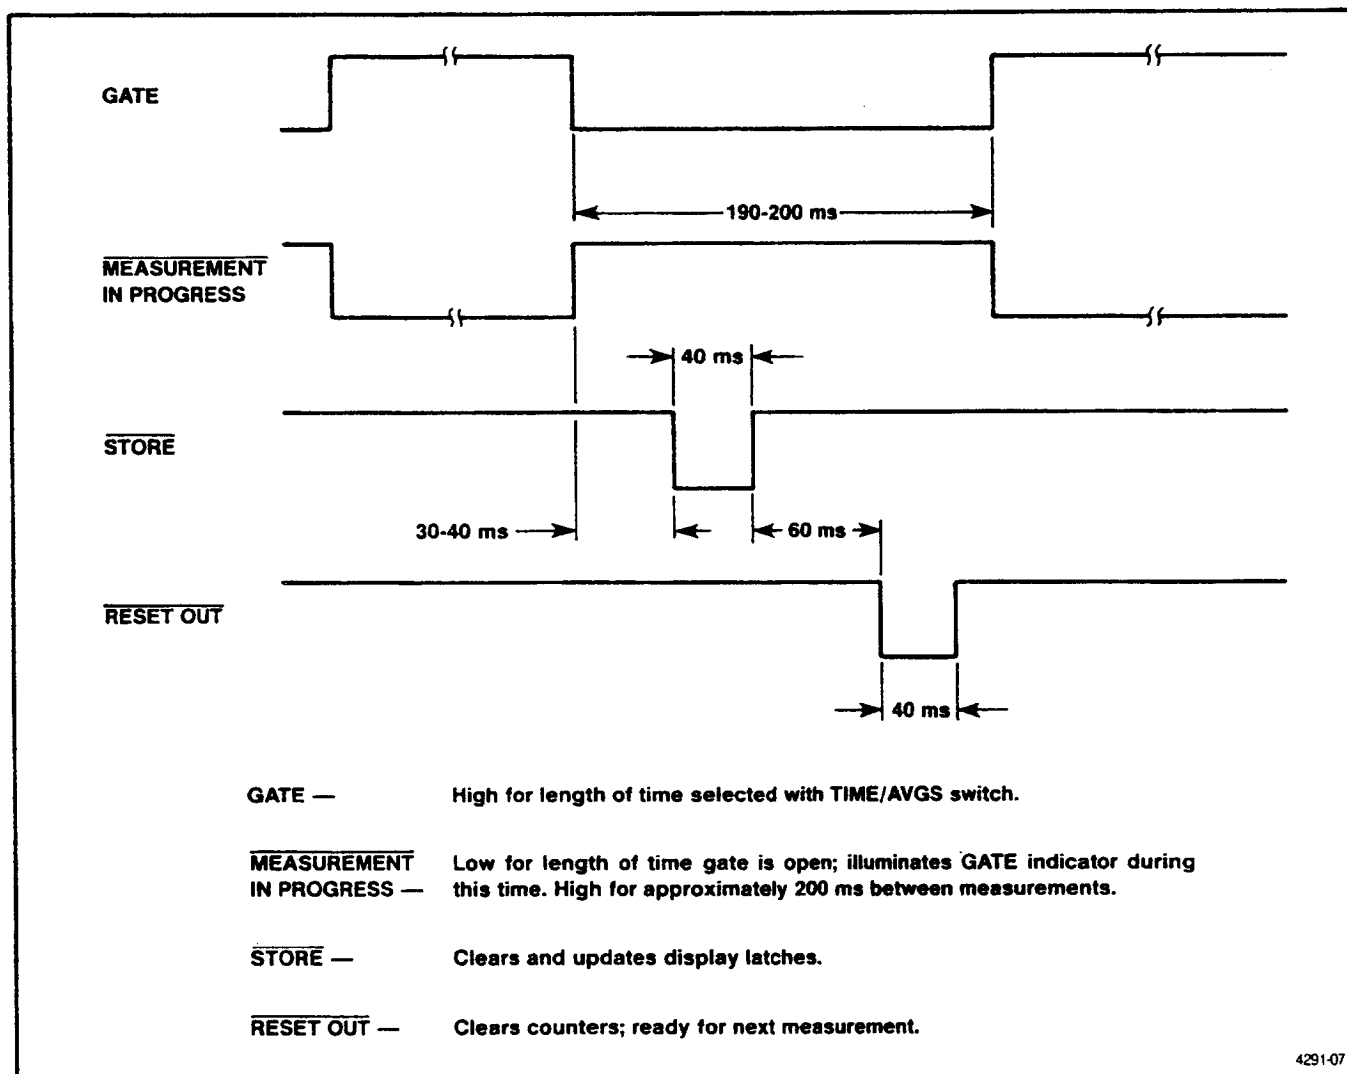 GATE
190-200 ms
MEASUREMENT
IN PROGRESS
40 ms
STORE
30-40 ms
60 ms
RESET OUT
40 ms
GATE — High for length of time selected with TIME/AVGS switch.
MEASUREMENT Low for length of time gate is open; illuminates GATE indicator during
IN PROGRESS — this time. High for approximately 200 ms between measurements.
STORE — Clears and updates display latches.
RESET OUT — Clears counters; ready for next measurement.
4291-07